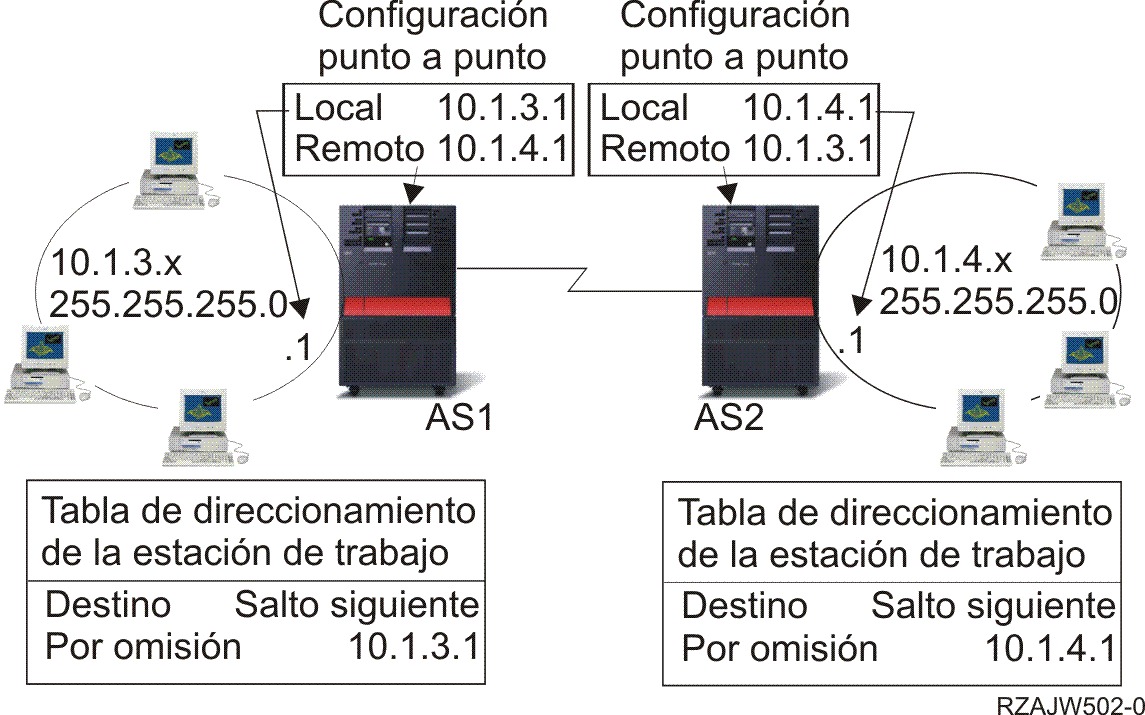 Configuración
punto a punto
Local 10.1.3.1
Remoto 10.1.4.1
Configuración
punto a punto
Local 10.1.4.1
Remoto 10.1.3.1
10.1.3.x
255.255.255.0
.1
AS1
10.1.4.x
255.255.255.0
.1
AS2
Tabla de direccionamiento
de la estación de trabajo
Destino Salto siguiente
Por omisión 10.1.3.1
Tabla de direccionamiento
de la estación de trabajo
Destino Salto siguiente
Por omisión 10.1.4.1
RZAJW502-0